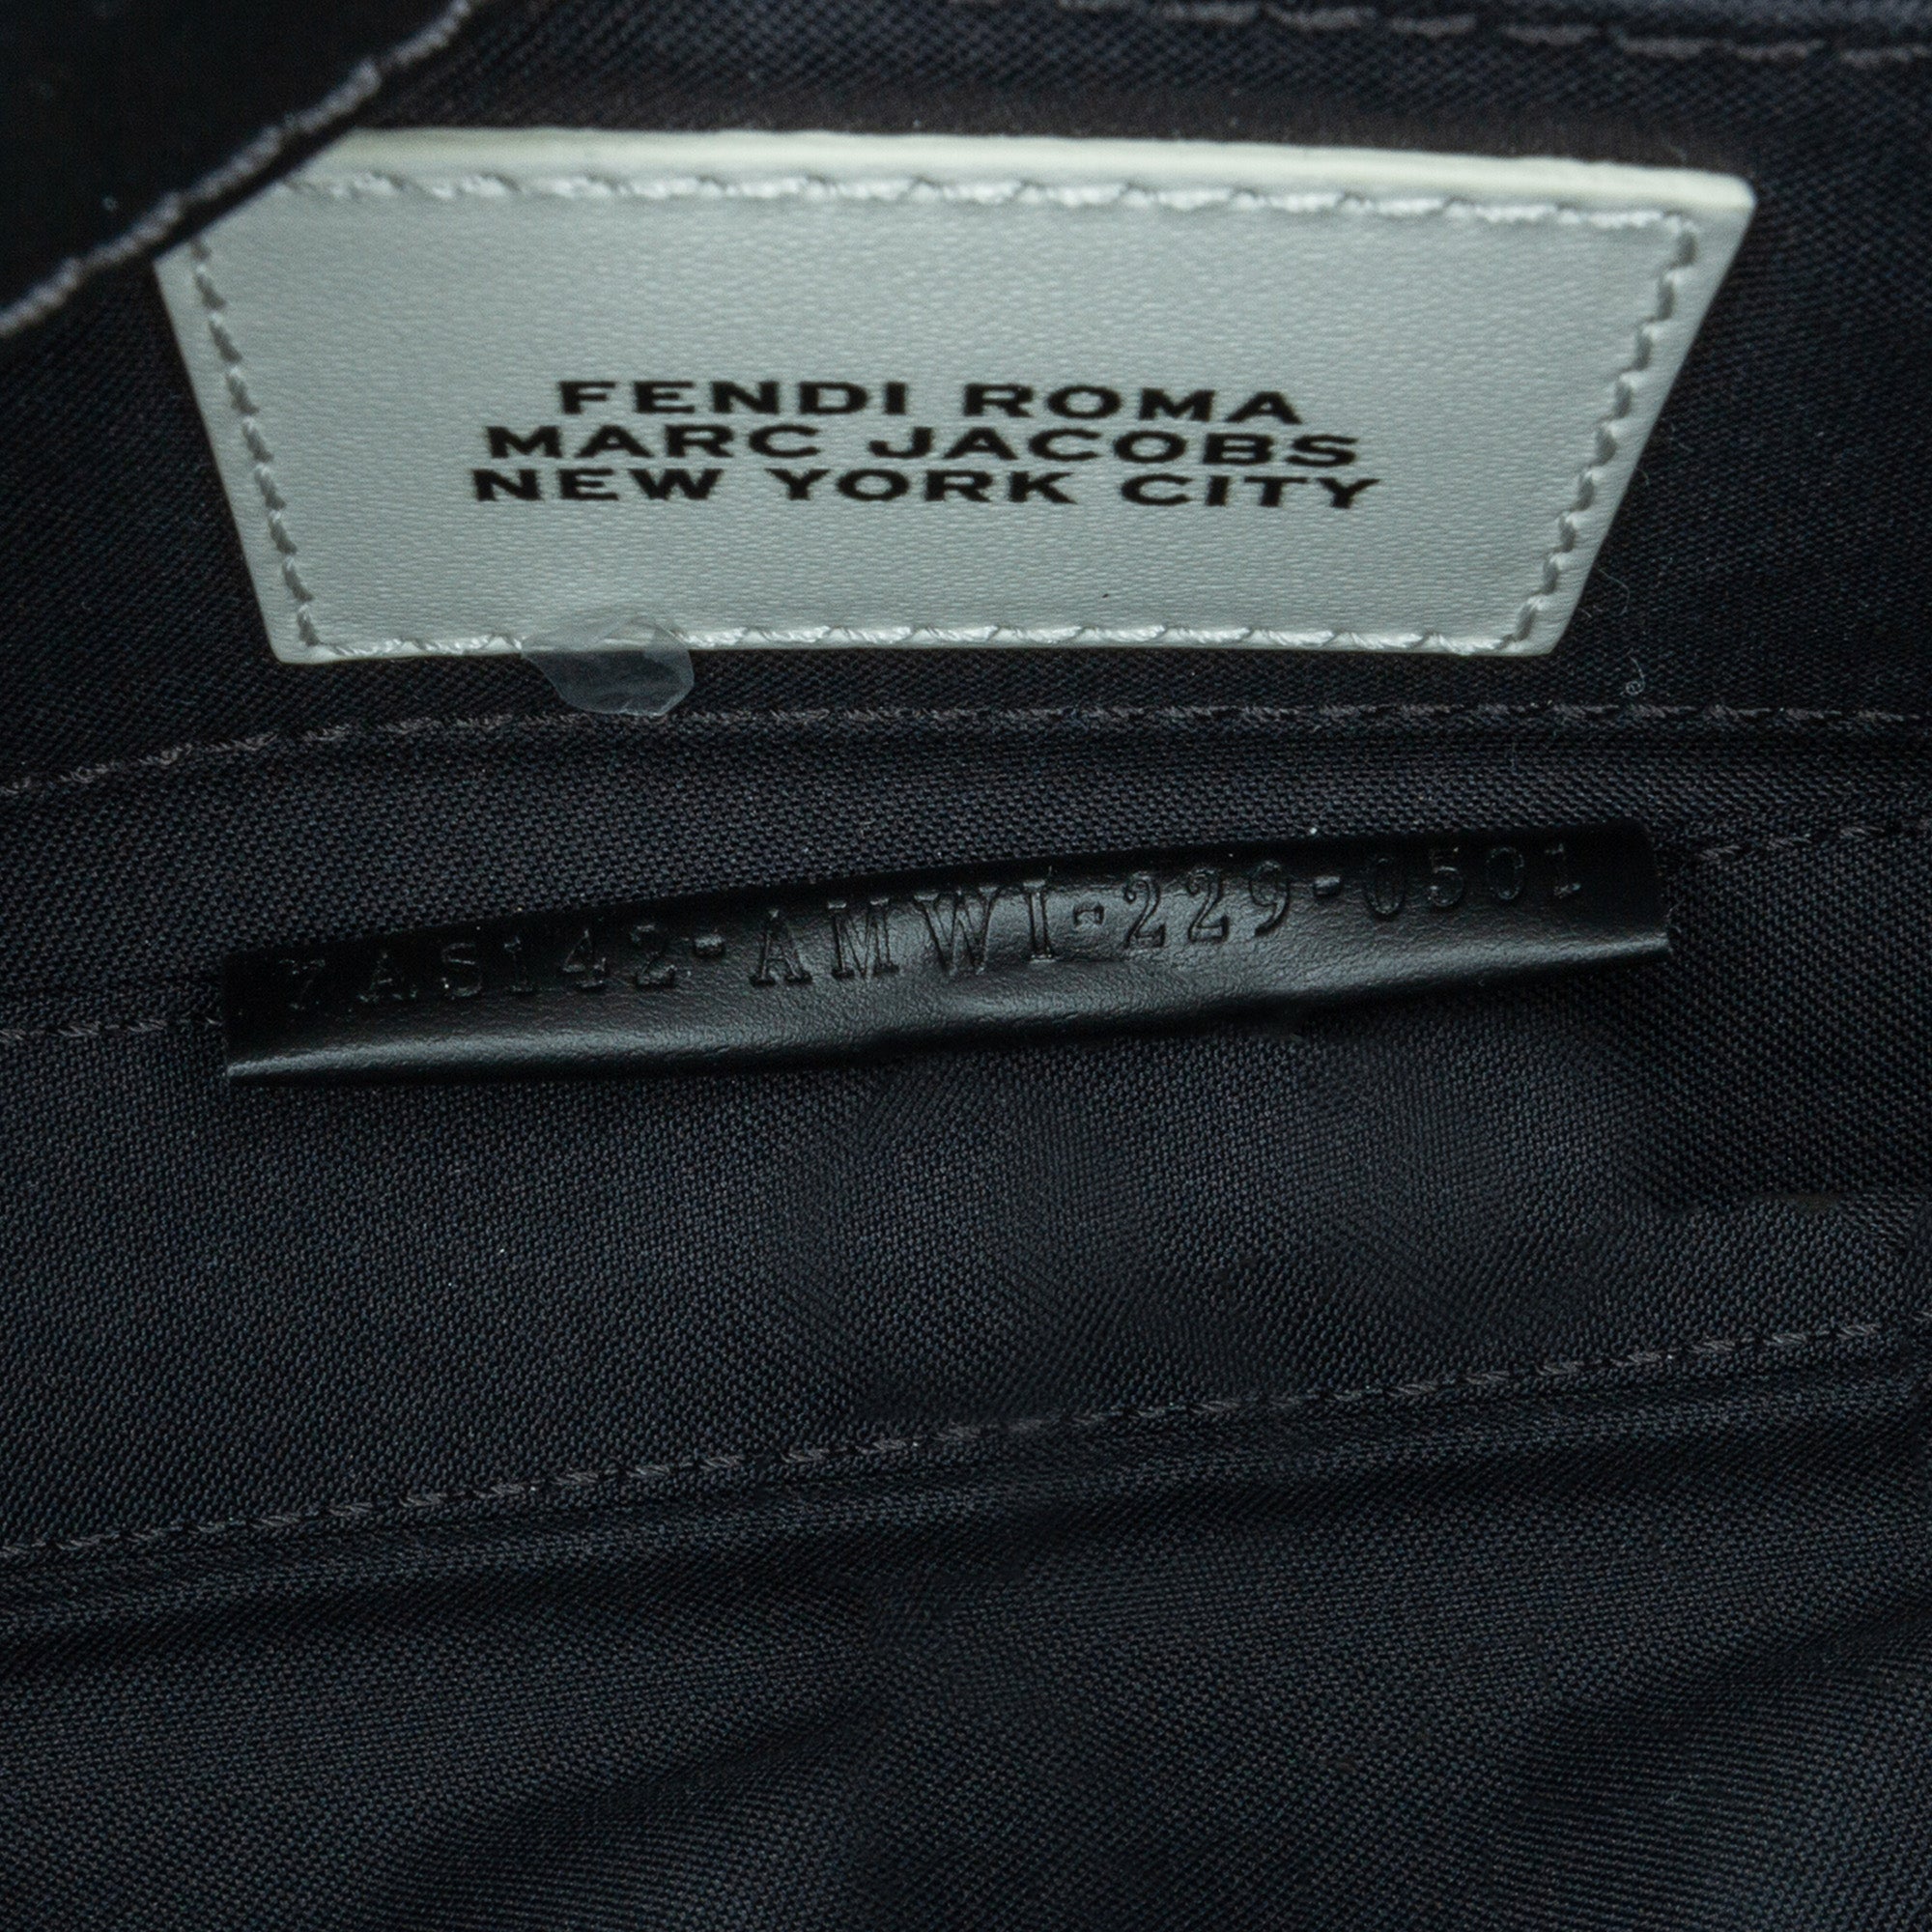 FENDI ROMA
MARC JACOBS
NEW YORK CITY
7AS142-AMWI-229-0501